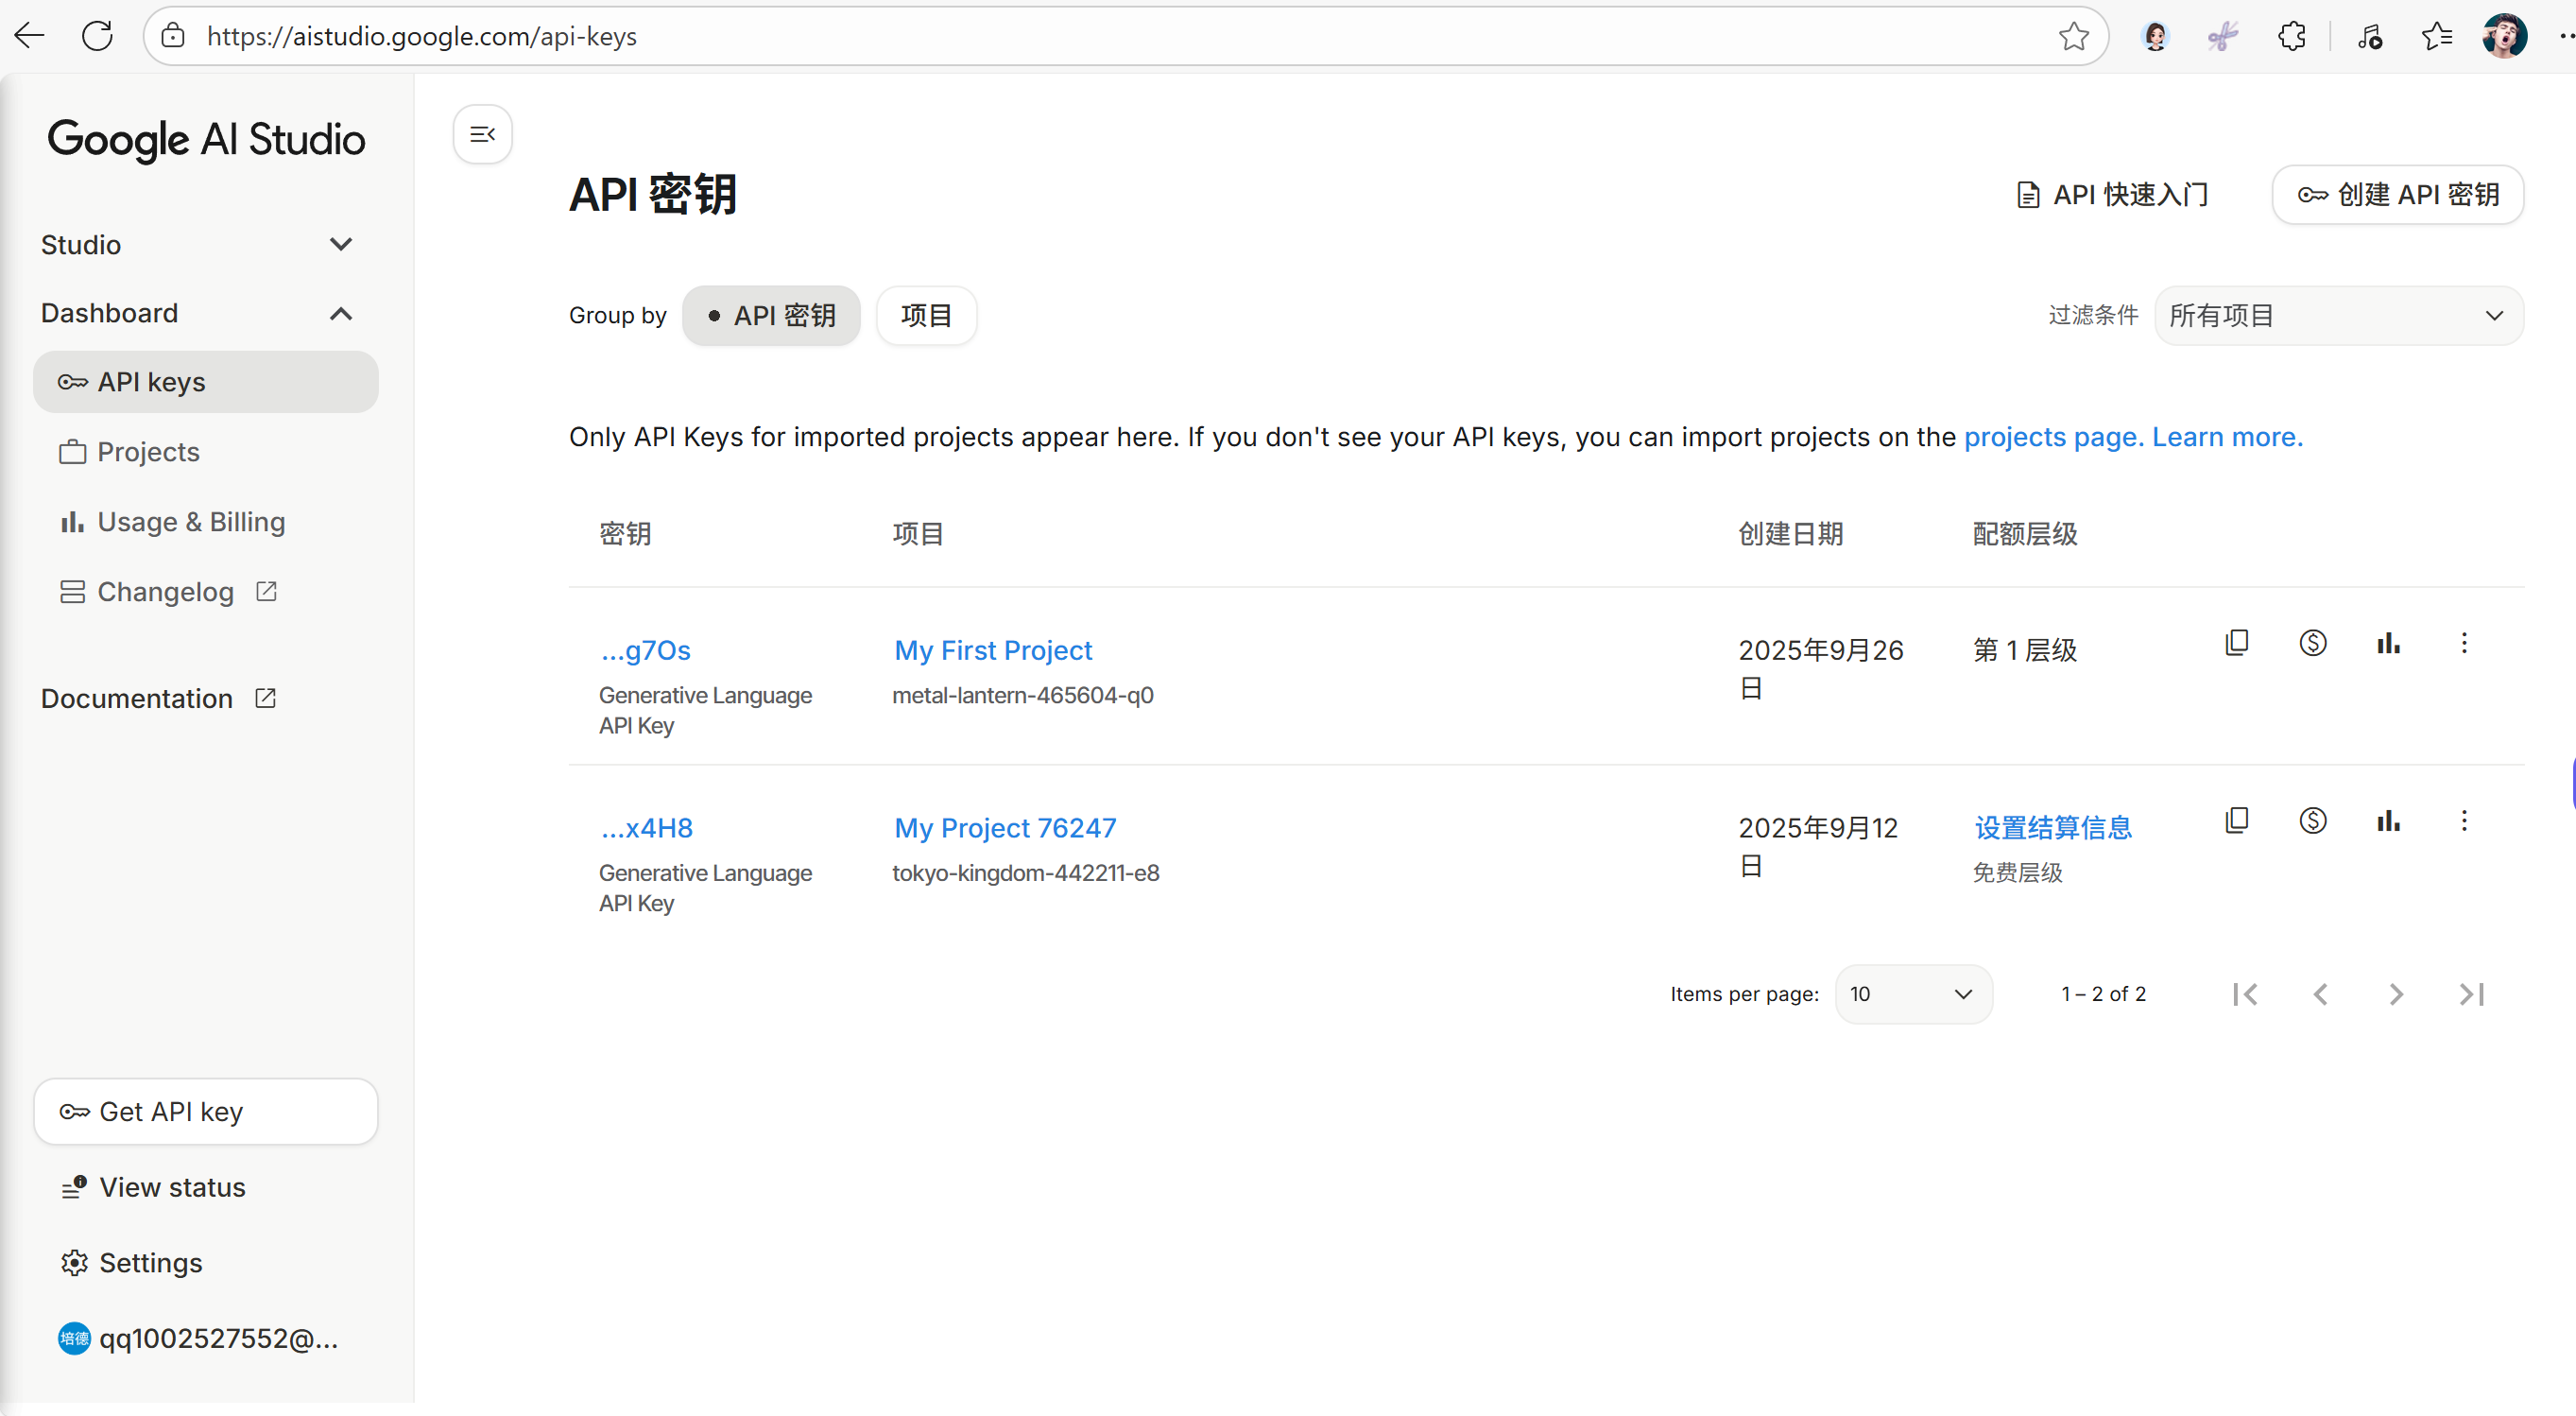 https://aistudio.google.com/api-keys
Google AI Studio
Studio
Dashboard
API keys
Projects
Usage & Billing
Changelog
Documentation
Get API key
View status
Settings
培德 qq1002527552@...
API 密钥
API 快速入门
创建 API 密钥
Group by
API 密钥
项目
过滤条件
所有项目
Only API Keys for imported projects appear here. If you don't see your API keys, you can import projects on the projects page. Learn more.
密钥 项目 创建日期 配额层级
...g7Os My First Project 2025年9月26 第 1 层级
日
Generative Language metal-lantern-465604-q0
API Key
...x4H8 My Project 76247 2025年9月12 设置结算信息
日
Generative Language tokyo-kingdom-442211-e8 免费层级
API Key
Items per page: 10 1 – 2 of 2